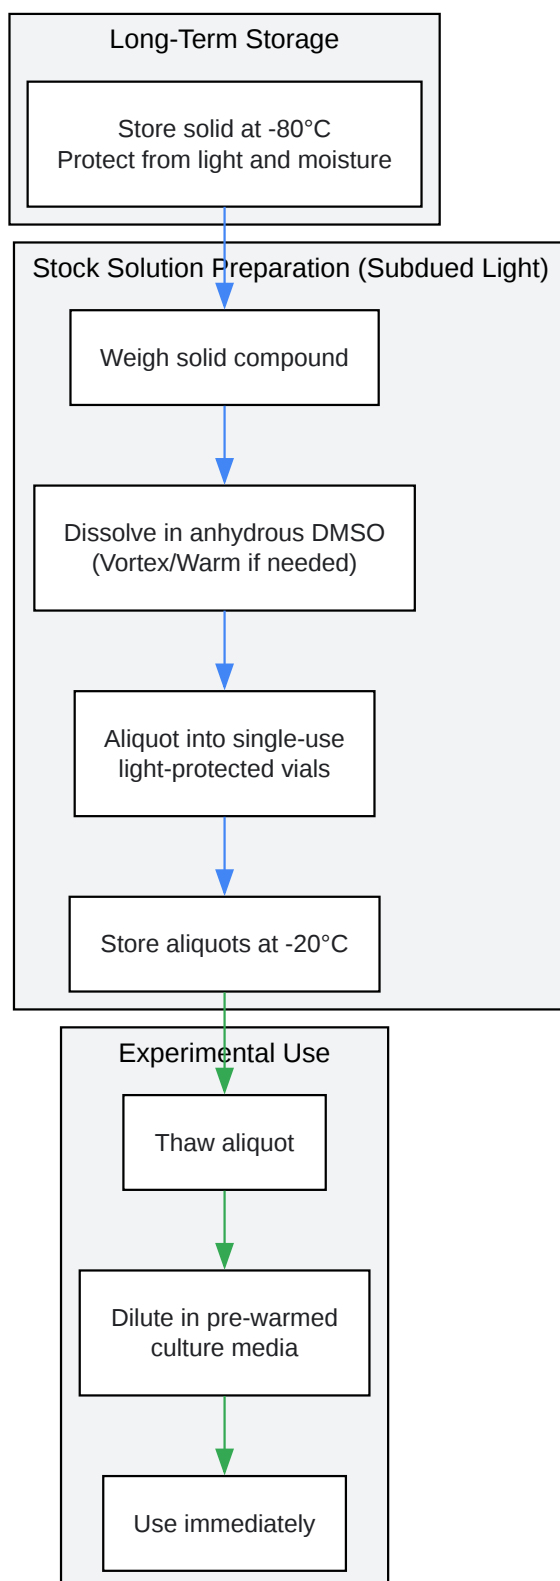 Long-Term Storage
Store solid at -80°C
Protect from light and moisture
Stock Solution Preparation (Subdued Light)
Weigh solid compound
Dissolve in anhydrous DMSO
(Vortex/Warm if needed)
Aliquot into single-use
light-protected vials
Store aliquots at -20°C
Experimental Use
Thaw aliquot
Dilute in pre-warmed
culture media
Use immediately